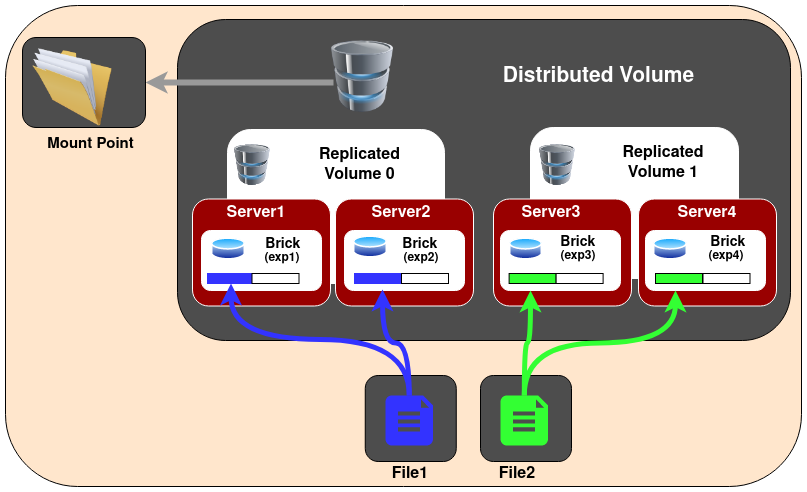 Distributed Volume
Mount Point
Replicated
Volume 0
Replicated
Volume 1
Server1
Server2
Server3
Server4
Brick
(exp1)
Brick
(exp2)
Brick
(exp3)
Brick
(exp4)
File1
File2